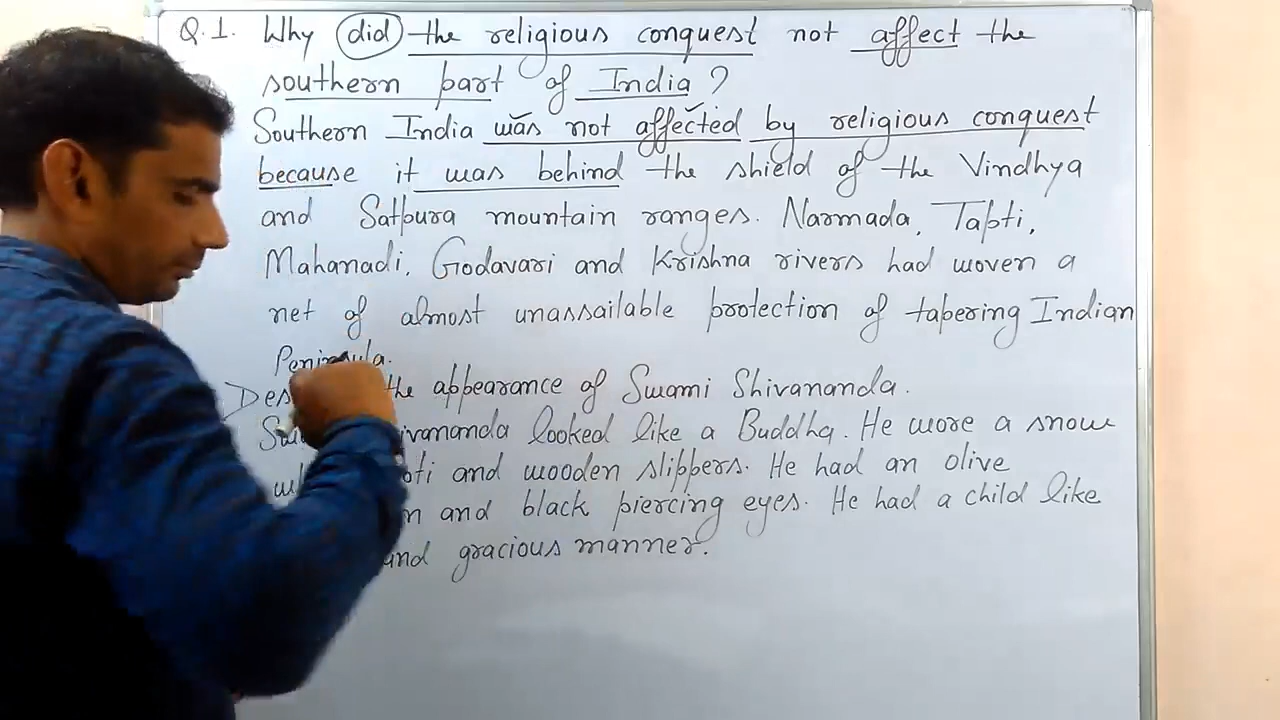 Q.1. Why did the religious conquest not affect the
southern part of India ?
Southern India was not affected by religious conquest
because it was behind the shield of the Vindhya
and Satpura mountain ranges. Narmada, Tapti,
Mahanadi, Godavari and Krishna rivers had woven a
net of almost unassailable protection of tapering Indian
Peninsula.
the appearance of Swami Shivananda.
looked like a Buddha. He wore a snow
and wooden slippers. He had an olive
and black piercing eyes. He had a child like
and gracious manner.